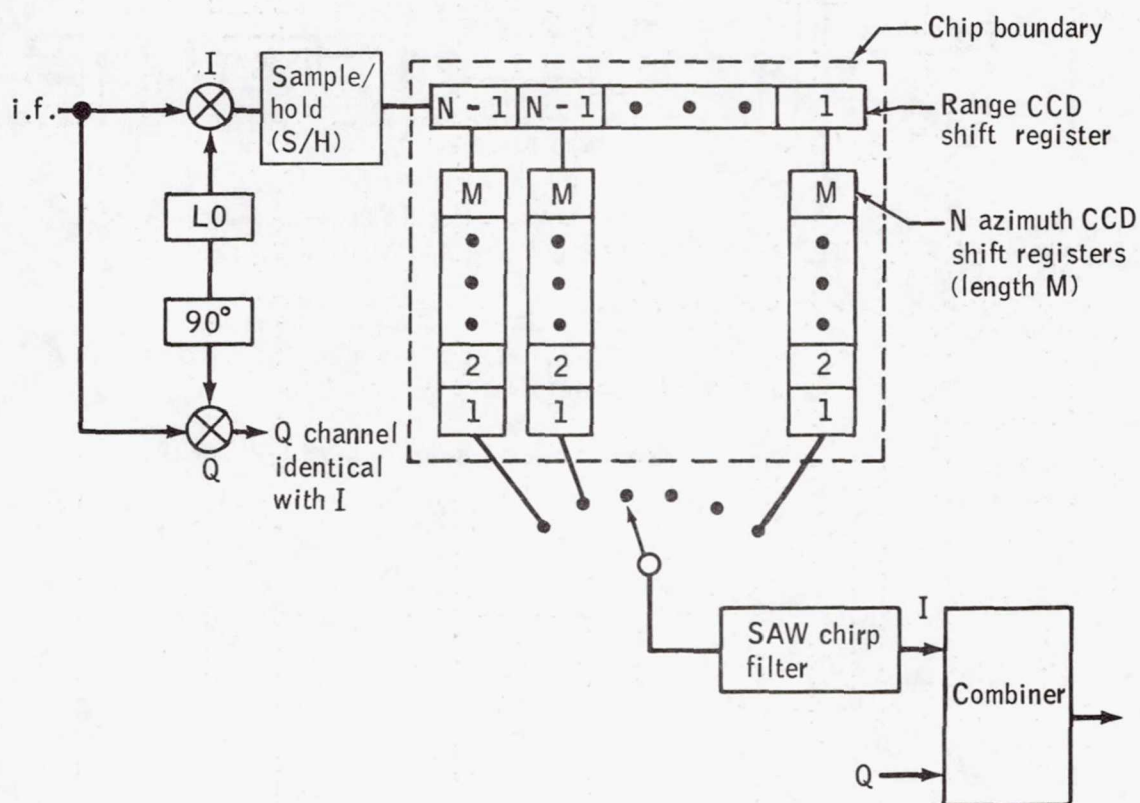 Chip boundary
i.f.
I
Sample/
hold
(S/H)
N - 1
N - 1
1
Range CCD
shift register
LO
M
M
M
N azimuth CCD
shift registers
(length M)
90°
2
2
2
1
1
1
Q
Q channel
identical
with I
SAW chirp
filter
I
Combiner
Q